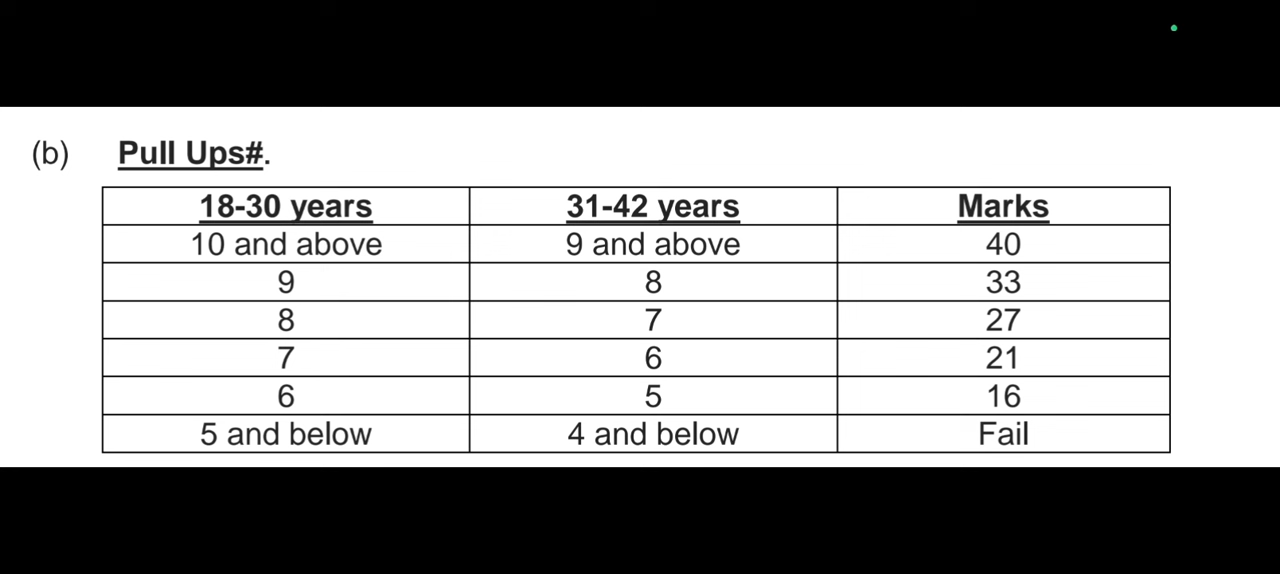 (b) Pull Ups#.
18-30 years 31-42 years Marks
10 and above 9 and above 40
9 8 33
8 7 27
7 6 21
6 5 16
5 and below 4 and below Fail